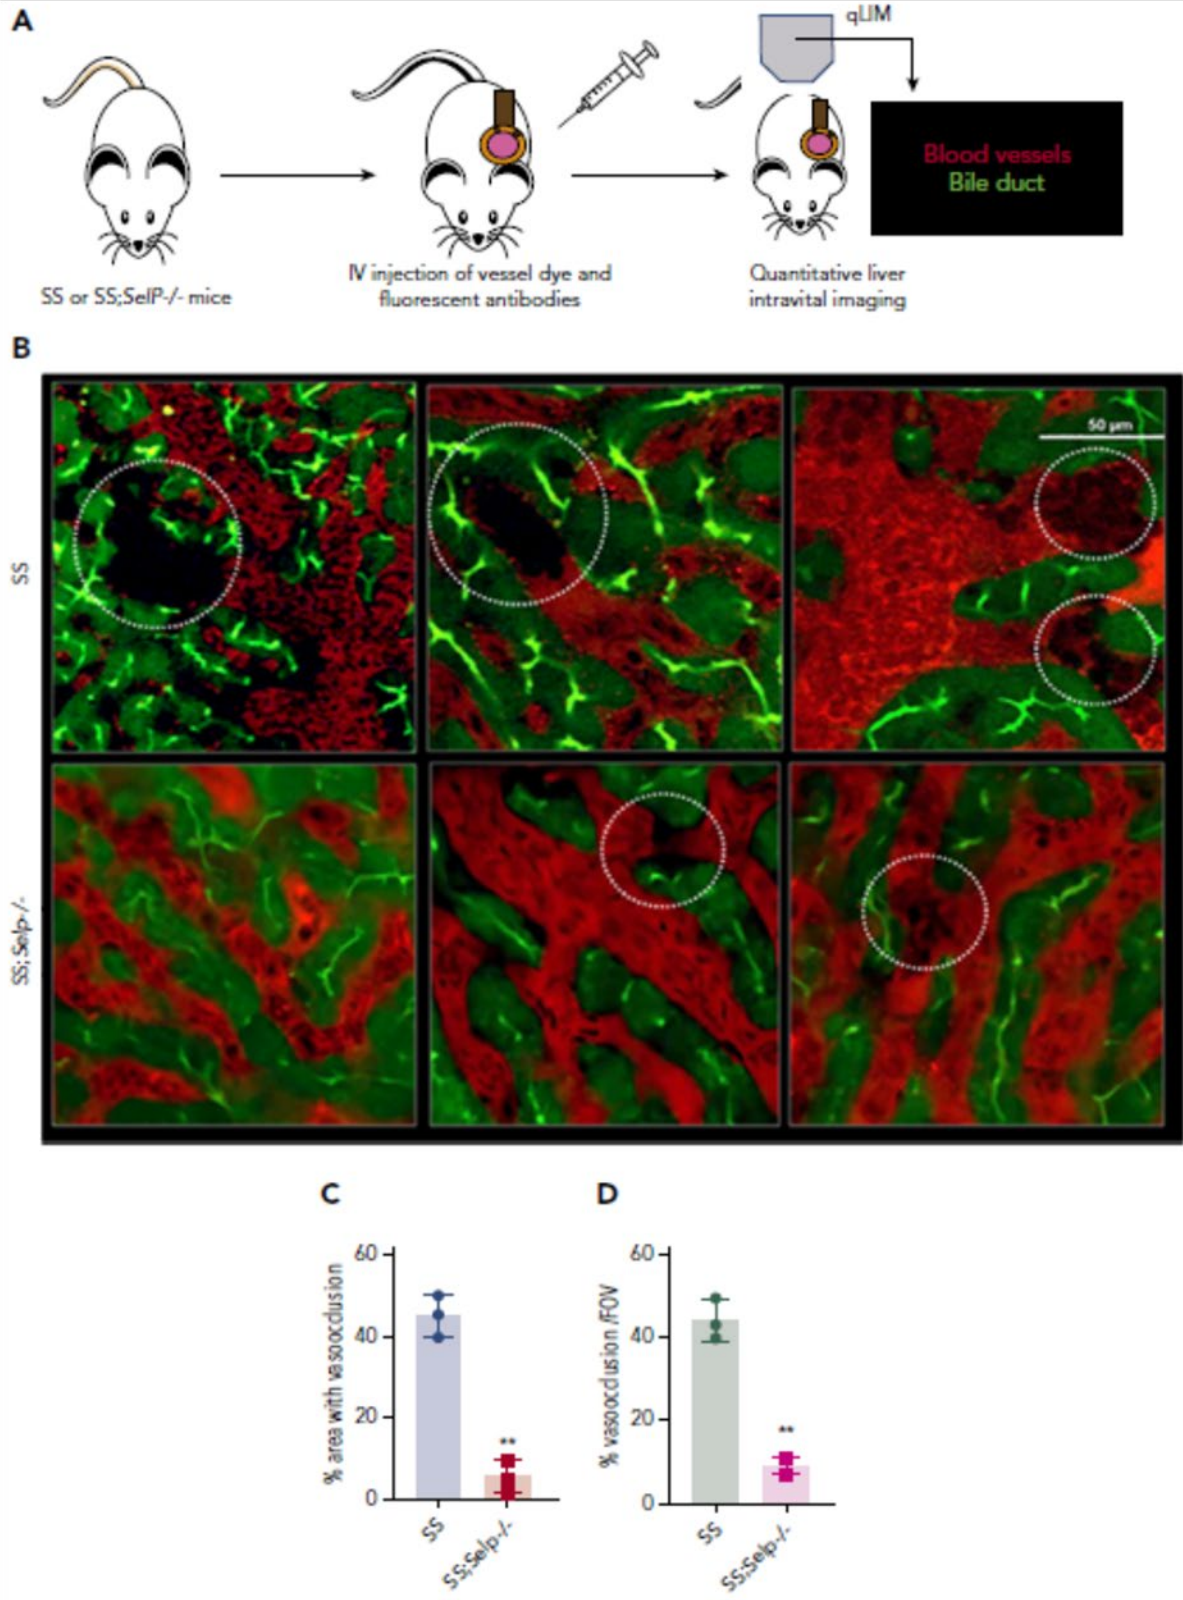 A
qLIM
Blood vessels
Bile duct
SS or SS;SelP-/- mice
IV injection of vessel dye and
fluorescent antibodies
Quantitative liver
intravital imaging
B
SS
50 µm
SS; Selp-/-
C
% area with vasoocclusion
60
40
20
0
**
SS
SS;Selp-/-
D
% vasoocclusion /FOV
60
40
20
0
**
SS
SS;Selp-/-